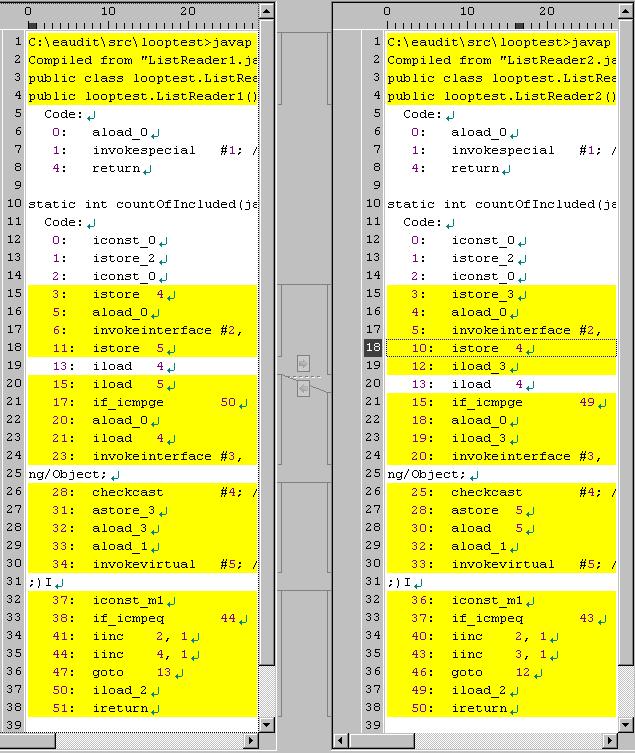 0 10 20
1 C:\eaudit\src\looptest>javap
2 Compiled from "ListReader1.ja
3 public class looptest.ListRea
4 public looptest.ListReader1()
5 Code:
6 0: aload_0
7 1: invokespecial #1; /
8 4: return
9
10 static int countOfIncluded(ja
11 Code:
12 0: iconst_0
13 1: istore_2
14 2: iconst_0
15 3: istore 4
16 5: aload_0
17 6: invokeinterface #2,
18 11: istore 5
19 13: iload 4
20 15: iload 5
21 17: if_icmpge 50
22 20: aload_0
23 21: iload 4
24 23: invokeinterface #3,
25 ng/Object;
26 28: checkcast #4; /
27 31: astore_3
28 32: aload_3
29 33: aload_1
30 34: invokevirtual #5; /
31 ;)I
32 37: iconst_m1
33 38: if_icmpeq 44
34 41: iinc 2, 1
35 44: iinc 4, 1
36 47: goto 13
37 50: iload_2
38 51: ireturn
39
0 10 20
1 C:\eaudit\src\looptest>javap
2 Compiled from "ListReader2.ja
3 public class looptest.ListRea
4 public looptest.ListReader2()
5 Code:
6 0: aload_0
7 1: invokespecial #1; /
8 4: return
9
10 static int countOfIncluded(ja
11 Code:
12 0: iconst_0
13 1: istore_2
14 2: iconst_0
15 3: istore_3
16 4: aload_0
17 5: invokeinterface #2,
18 10: istore 4
19 12: iload_3
20 13: iload 4
21 15: if_icmpge 49
22 18: aload_0
23 19: iload_3
24 20: invokeinterface #3,
25 ng/Object;
26 25: checkcast #4; /
27 28: astore 5
28 30: aload 5
29 32: aload_1
30 33: invokevirtual #5; /
31 ;)I
32 36: iconst_m1
33 37: if_icmpeq 43
34 40: iinc 2, 1
35 43: iinc 3, 1
36 46: goto 12
37 49: iload_2
38 50: ireturn
39